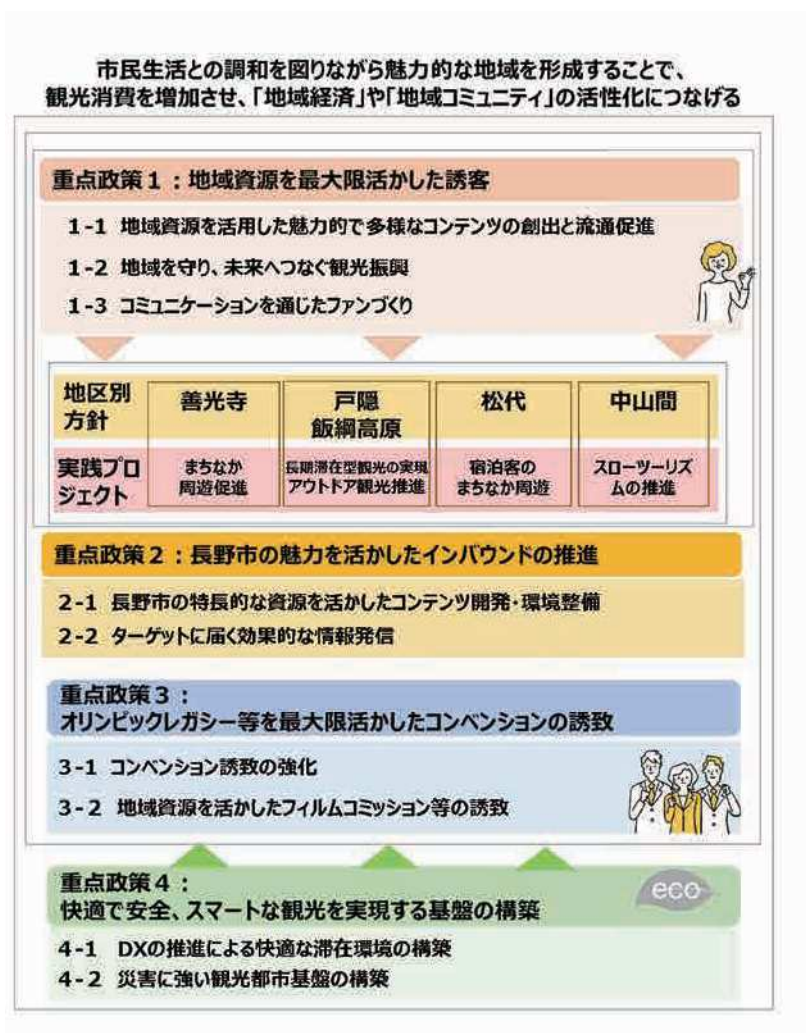 市民生活との調和を図りながら魅力的な地域を形成することで、
観光消費を増加させ、｢地域経済｣や｢地域コミュニティ｣の活性化につなげる
重点政策１：地域資源を最大限活かした誘客
1-1 地域資源を活用した魅力的で多様なコンテンツの創出と流通促進
1-2 地域を守り、未来へつなぐ観光振興
1-3 コミュニケーションを通じたファンづくり
地区別
方針
善光寺
戸隠
飯綱高原
松代
中山間
実践プロ
ジェクト
まちなか
周遊促進
長期滞在型観光の実現
アウトドア観光推進
宿泊客の
まちなか周遊
スローツーリズ
ムの推進
重点政策２：長野市の魅力を活かしたインバウンドの推進
2-1 長野市の特長的な資源を活かしたコンテンツ開発・環境整備
2-2 ターゲットに届く効果的な情報発信
重点政策３：
オリンピックレガシー等を最大限活かしたコンベンションの誘致
3-1 コンベンション誘致の強化
3-2 地域資源を活かしたフィルムコミッション等の誘致
重点政策４：
快適で安全、スマートな観光を実現する基盤の構築
eco
4-1 DXの推進による快適な滞在環境の構築
4-2 災害に強い観光都市基盤の構築